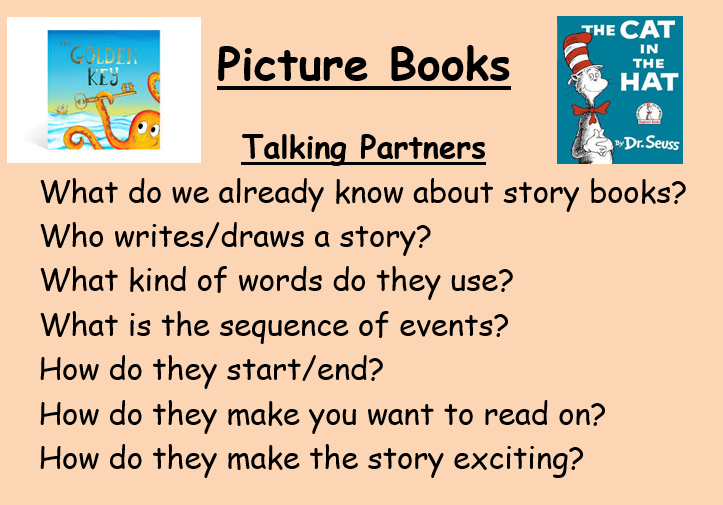 THE
GOLDEN
KEY
Picture Books
THE CAT
IN
THE
HAT
By Dr. Seuss
Talking Partners
What do we already know about story books?
Who writes/draws a story?
What kind of words do they use?
What is the sequence of events?
How do they start/end?
How do they make you want to read on?
How do they make the story exciting?